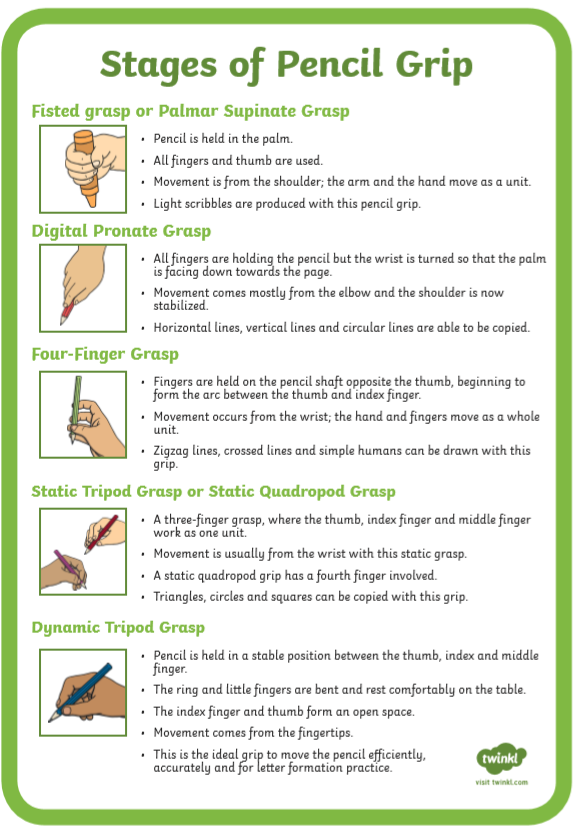 Stages of Pencil Grip
Fisted grasp or Palmar Supinate Grasp
• Pencil is held in the palm.
• All fingers and thumb are used.
• Movement is from the shoulder; the arm and the hand move as a unit.
• Light scribbles are produced with this pencil grip.
Digital Pronate Grasp
• All fingers are holding the pencil but the wrist is turned so that the palm
is facing down towards the page.
• Movement comes mostly from the elbow and the shoulder is now
stabilized.
• Horizontal lines, vertical lines and circular lines are able to be copied.
Four-Finger Grasp
• Fingers are held on the pencil shaft opposite the thumb, beginning to
form the arc between the thumb and index finger.
• Movement occurs from the wrist; the hand and fingers move as a whole
unit.
• Zigzag lines, crossed lines and simple humans can be drawn with this
grip.
Static Tripod Grasp or Static Quadropod Grasp
• A three-finger grasp, where the thumb, index finger and middle finger
work as one unit.
• Movement is usually from the wrist with this static grasp.
• A static quadropod grip has a fourth finger involved.
• Triangles, circles and squares can be copied with this grip.
Dynamic Tripod Grasp
• Pencil is held in a stable position between the thumb, index and middle
finger.
• The ring and little fingers are bent and rest comfortably on the table.
• The index finger and thumb form an open space.
• Movement comes from the fingertips.
• This is the ideal grip to move the pencil efficiently,
accurately and for letter formation practice.
twinkl
visit twinkl.com